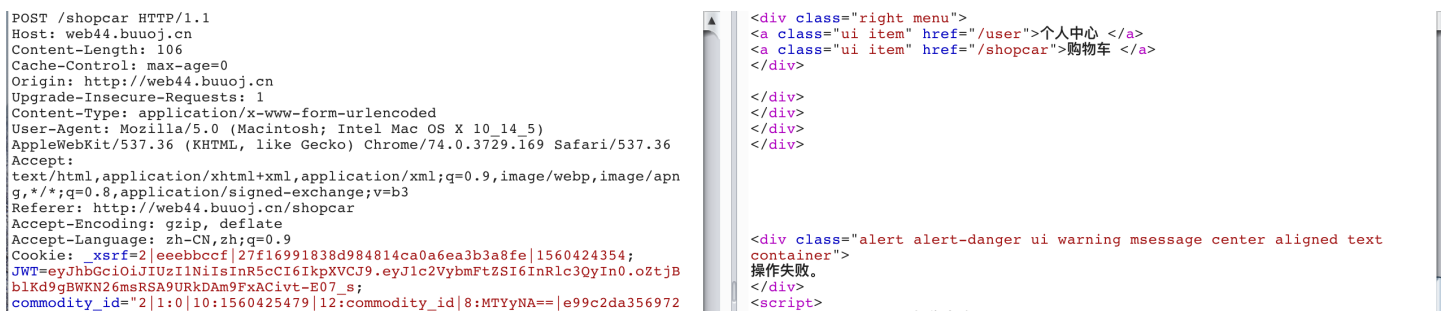 POST /shopcar HTTP/1.1
Host: web44.buuoj.cn
Content-Length: 106
Cache-Control: max-age=0
Origin: http://web44.buuoj.cn
Upgrade-Insecure-Requests: 1
Content-Type: application/x-www-form-urlencoded
User-Agent: Mozilla/5.0 (Macintosh; Intel Mac OS X 10_14_5)
AppleWebKit/537.36 (KHTML, like Gecko) Chrome/74.0.3729.169 Safari/537.36
Accept:
text/html,application/xhtml+xml,application/xml;q=0.9,image/webp,image/apn
g,*/*;q=0.8,application/signed-exchange;v=b3
Referer: http://web44.buuoj.cn/shopcar
Accept-Encoding: gzip, deflate
Accept-Language: zh-CN,zh;q=0.9
Cookie: _xsrf=2|eeebbccf|27f16991838d984814ca0a6ea3b3a8fe|1560424354;
JWT=eyJhbGciOiJIUzI1NiIsInR5cCI6IkpXVCJ9.eyJ1c2VybmFtZSI6InRlc3QyIn0.oZtjB
blKd9gBWKN26msRSA9URkDAm9FxACivt-E07_s;
commodity_id="2|1:0|10:1560425479|12:commodity_id|8:MTYyNA==|e99c2da356972
<div class="right menu">
<a class="ui item" href="/user">个人中心 </a>
<a class="ui item" href="/shopcar">购物车 </a>
</div>
</div>
</div>
</div>
</div>
<div class="alert alert-danger ui warning msessage center aligned text
container">
操作失败。
</div>
<script>